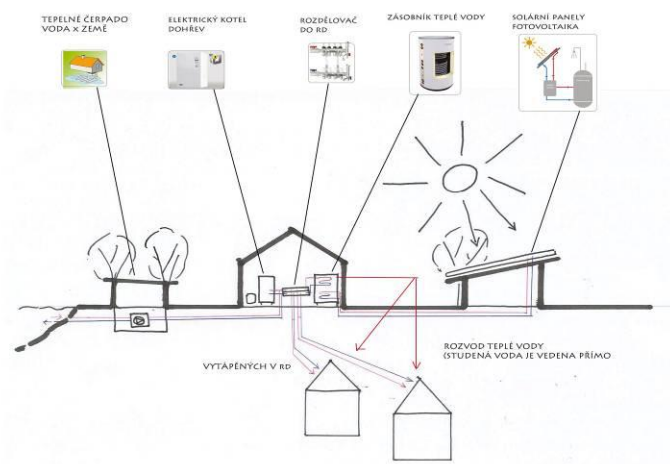 TEPELNÉ ČERPADO
VODA X ZEMĚ
ELEKTRICKÝ KOTEL
DOHŘEV
ROZDĚLOVAČ
DO RD
ZÁSOBNÍK TEPLÉ VODY
SOLÁRNÍ PANELY
FOTOVOLTAIKA
ROZVOD TEPLÉ VODY
(STUDENÁ VODA JE VEDENA PŘÍMO
VYTÁPĚNÝCH V RD